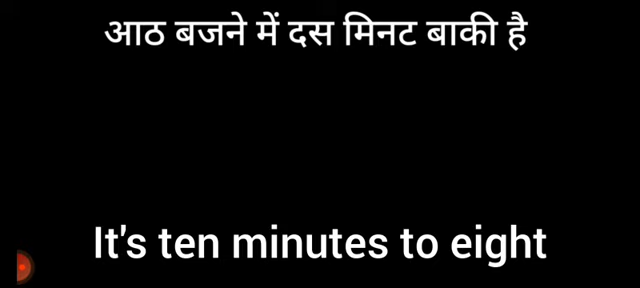 आठ बजने में दस मिनट बाकी है
It's ten minutes to eight